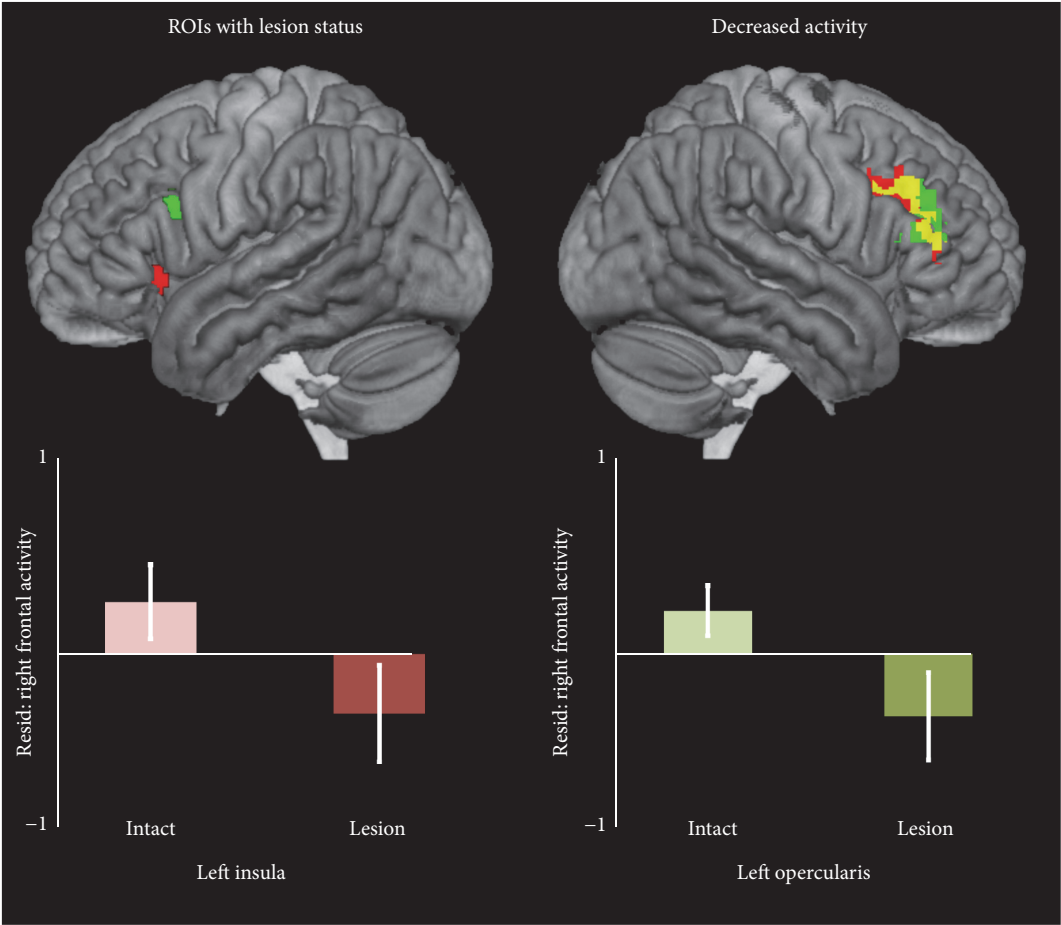 ROIs with lesion status
Decreased activity
1
Resid: right frontal activity
−1
Intact
Lesion
Left insula
1
Resid: right frontal activity
−1
Intact
Lesion
Left opercularis